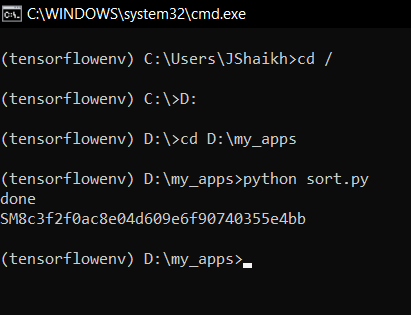 C:\WINDOWS\system32\cmd.exe
(tensorflowenv) C:\Users\JShaikh>cd /
(tensorflowenv) C:\>D:
(tensorflowenv) D:\>cd D:\my_apps
(tensorflowenv) D:\my_apps>python sort.py
done
SM8c3f2f0ac8e04d609e6f90740355e4bb
(tensorflowenv) D:\my_apps>